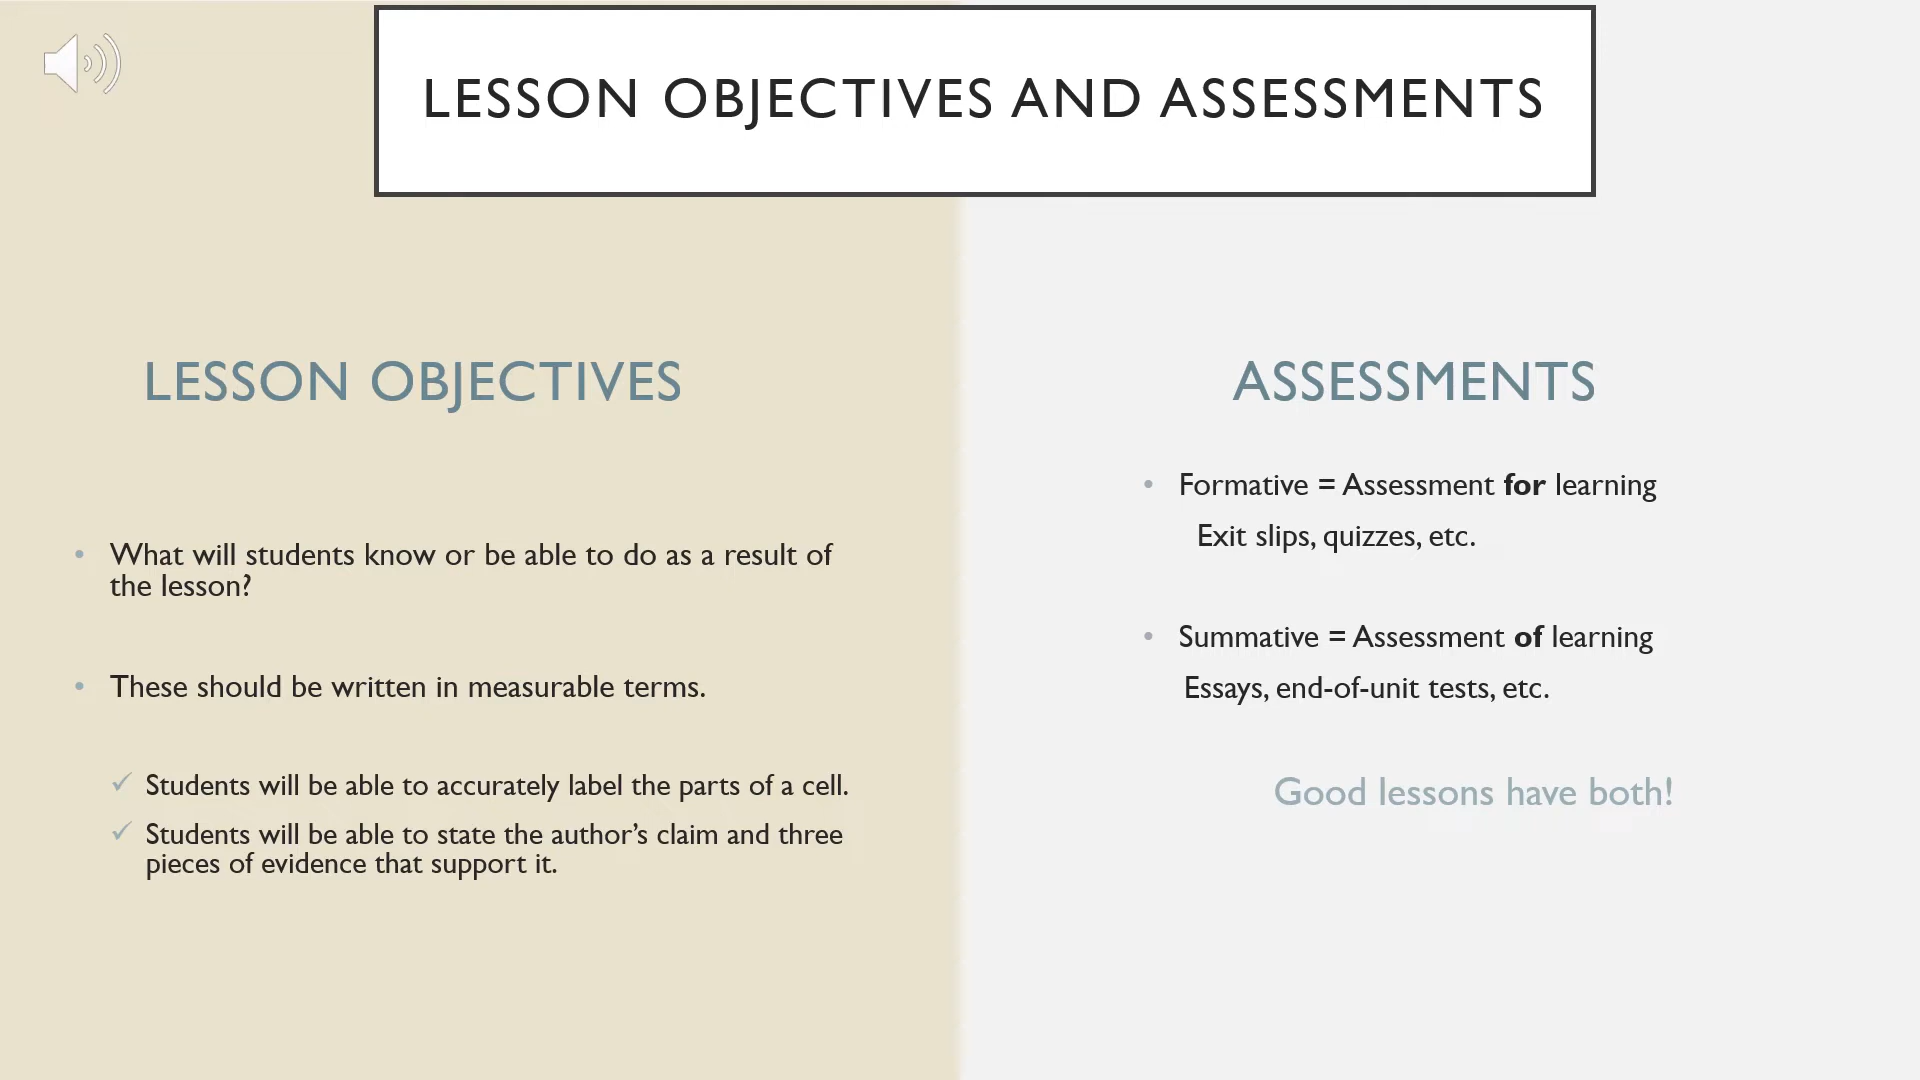 LESSON OBJECTIVES AND ASSESSMENTS
LESSON OBJECTIVES
• What will students know or be able to do as a result of
the lesson?
• These should be written in measurable terms.
✓ Students will be able to accurately label the parts of a cell.
✓ Students will be able to state the author’s claim and three
pieces of evidence that support it.
ASSESSMENTS
• Formative = Assessment for learning
Exit slips, quizzes, etc.
• Summative = Assessment of learning
Essays, end-of-unit tests, etc.
Good lessons have both!